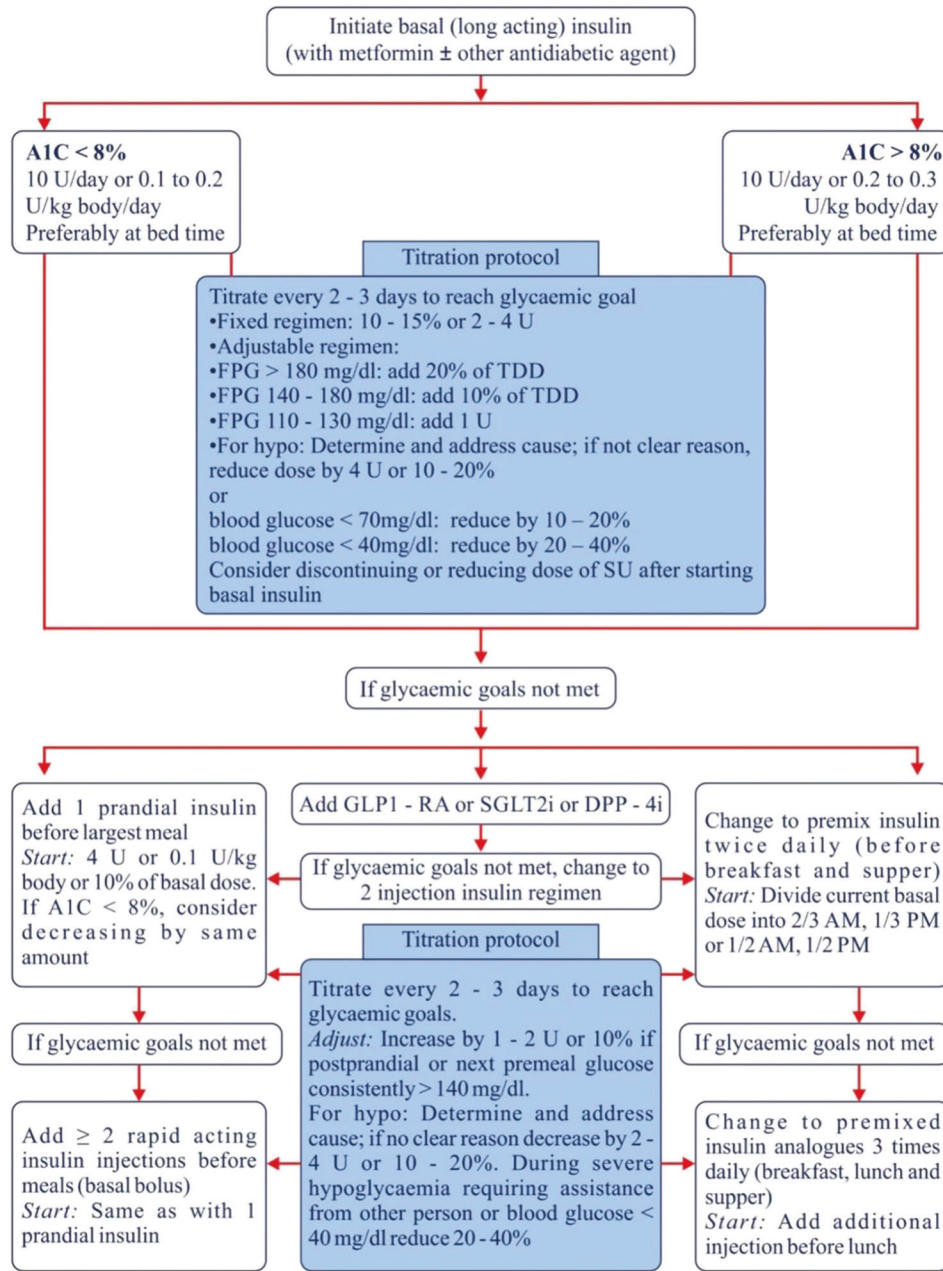 Initiate basal (long acting) insulin
(with metformin ± other antidiabetic agent)
A1C < 8%
10 U/day or 0.1 to 0.2
U/kg body/day
Preferably at bed time
A1C > 8%
10 U/day or 0.2 to 0.3
U/kg body/day
Preferably at bed time
Titration protocol
Titrate every 2 - 3 days to reach glycaemic goal
•Fixed regimen: 10 - 15% or 2 - 4 U
•Adjustable regimen:
•FPG > 180 mg/dl: add 20% of TDD
•FPG 140 - 180 mg/dl: add 10% of TDD
•FPG 110 - 130 mg/dl: add 1 U
•For hypo: Determine and address cause; if not clear reason,
reduce dose by 4 U or 10 - 20%
or
blood glucose < 70mg/dl: reduce by 10 – 20%
blood glucose < 40mg/dl: reduce by 20 – 40%
Consider discontinuing or reducing dose of SU after starting
basal insulin
If glycaemic goals not met
Add 1 prandial insulin
before largest meal
Start: 4 U or 0.1 U/kg
body or 10% of basal dose.
If A1C < 8%, consider
decreasing by same
amount
Add GLP1 - RA or SGLT2i or DPP - 4i
If glycaemic goals not met, change to
2 injection insulin regimen
Change to premix insulin
twice daily (before
breakfast and supper)
Start: Divide current basal
dose into 2/3 AM, 1/3 PM
or 1/2 AM, 1/2 PM
Titration protocol
Titrate every 2 - 3 days to reach
glycaemic goals.
Adjust: Increase by 1 - 2 U or 10% if
postprandial or next premeal glucose
consistently > 140 mg/dl.
For hypo: Determine and address
cause; if no clear reason decrease by 2 -
4 U or 10 - 20%. During severe
hypoglycaemia requiring assistance
from other person or blood glucose <
40 mg/dl reduce 20 - 40%
If glycaemic goals not met
If glycaemic goals not met
Add ≥ 2 rapid acting
insulin injections before
meals (basal bolus)
Start: Same as with 1
prandial insulin
Change to premixed
insulin analogues 3 times
daily (breakfast, lunch and
supper)
Start: Add additional
injection before lunch